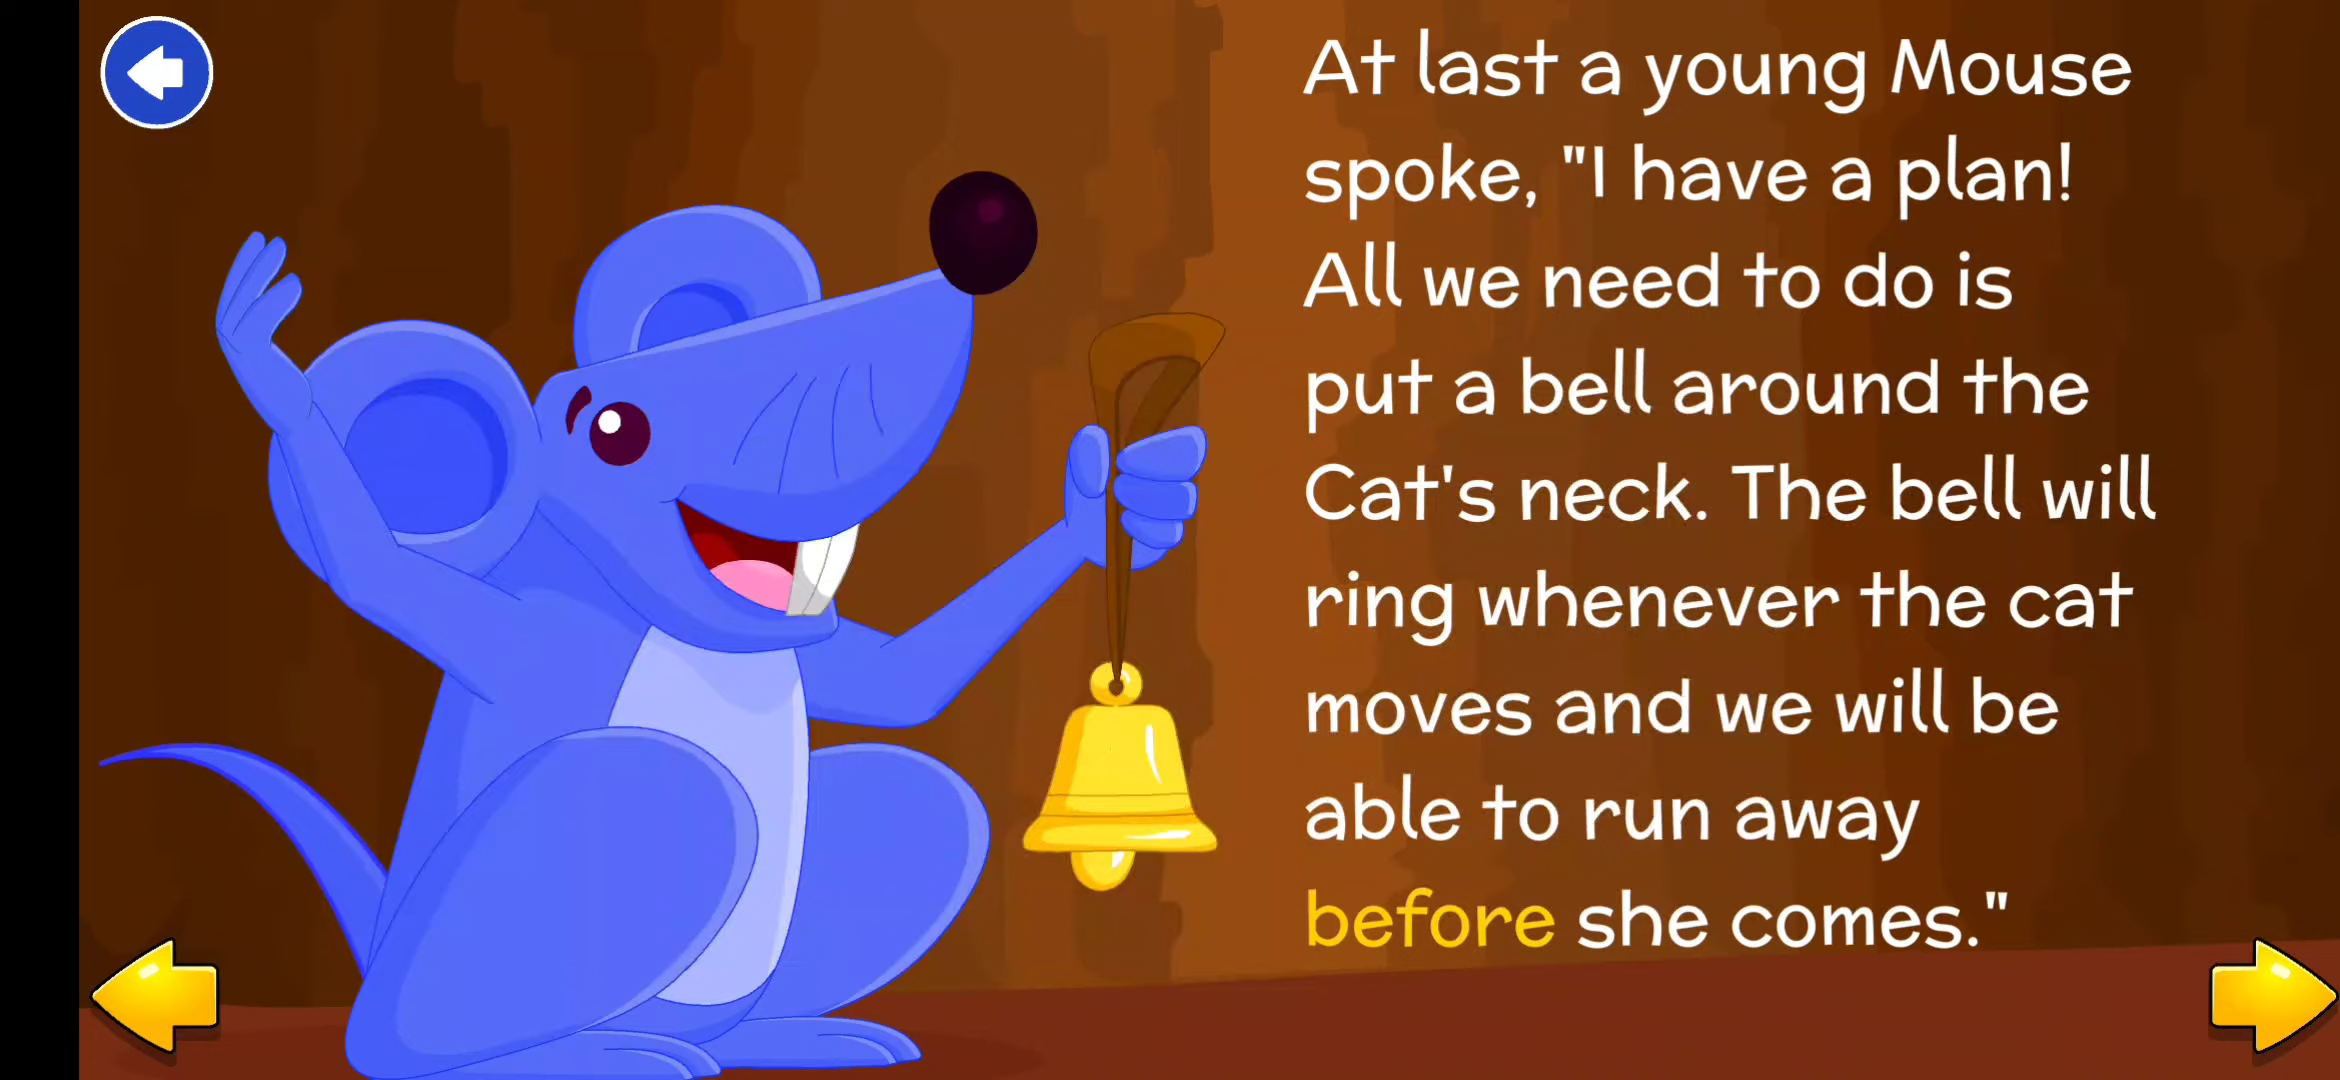 At last a young Mouse
spoke, "I have a plan!
All we need to do is
put a bell around the
Cat's neck. The bell will
ring whenever the cat
moves and we will be
able to run away
before she comes."